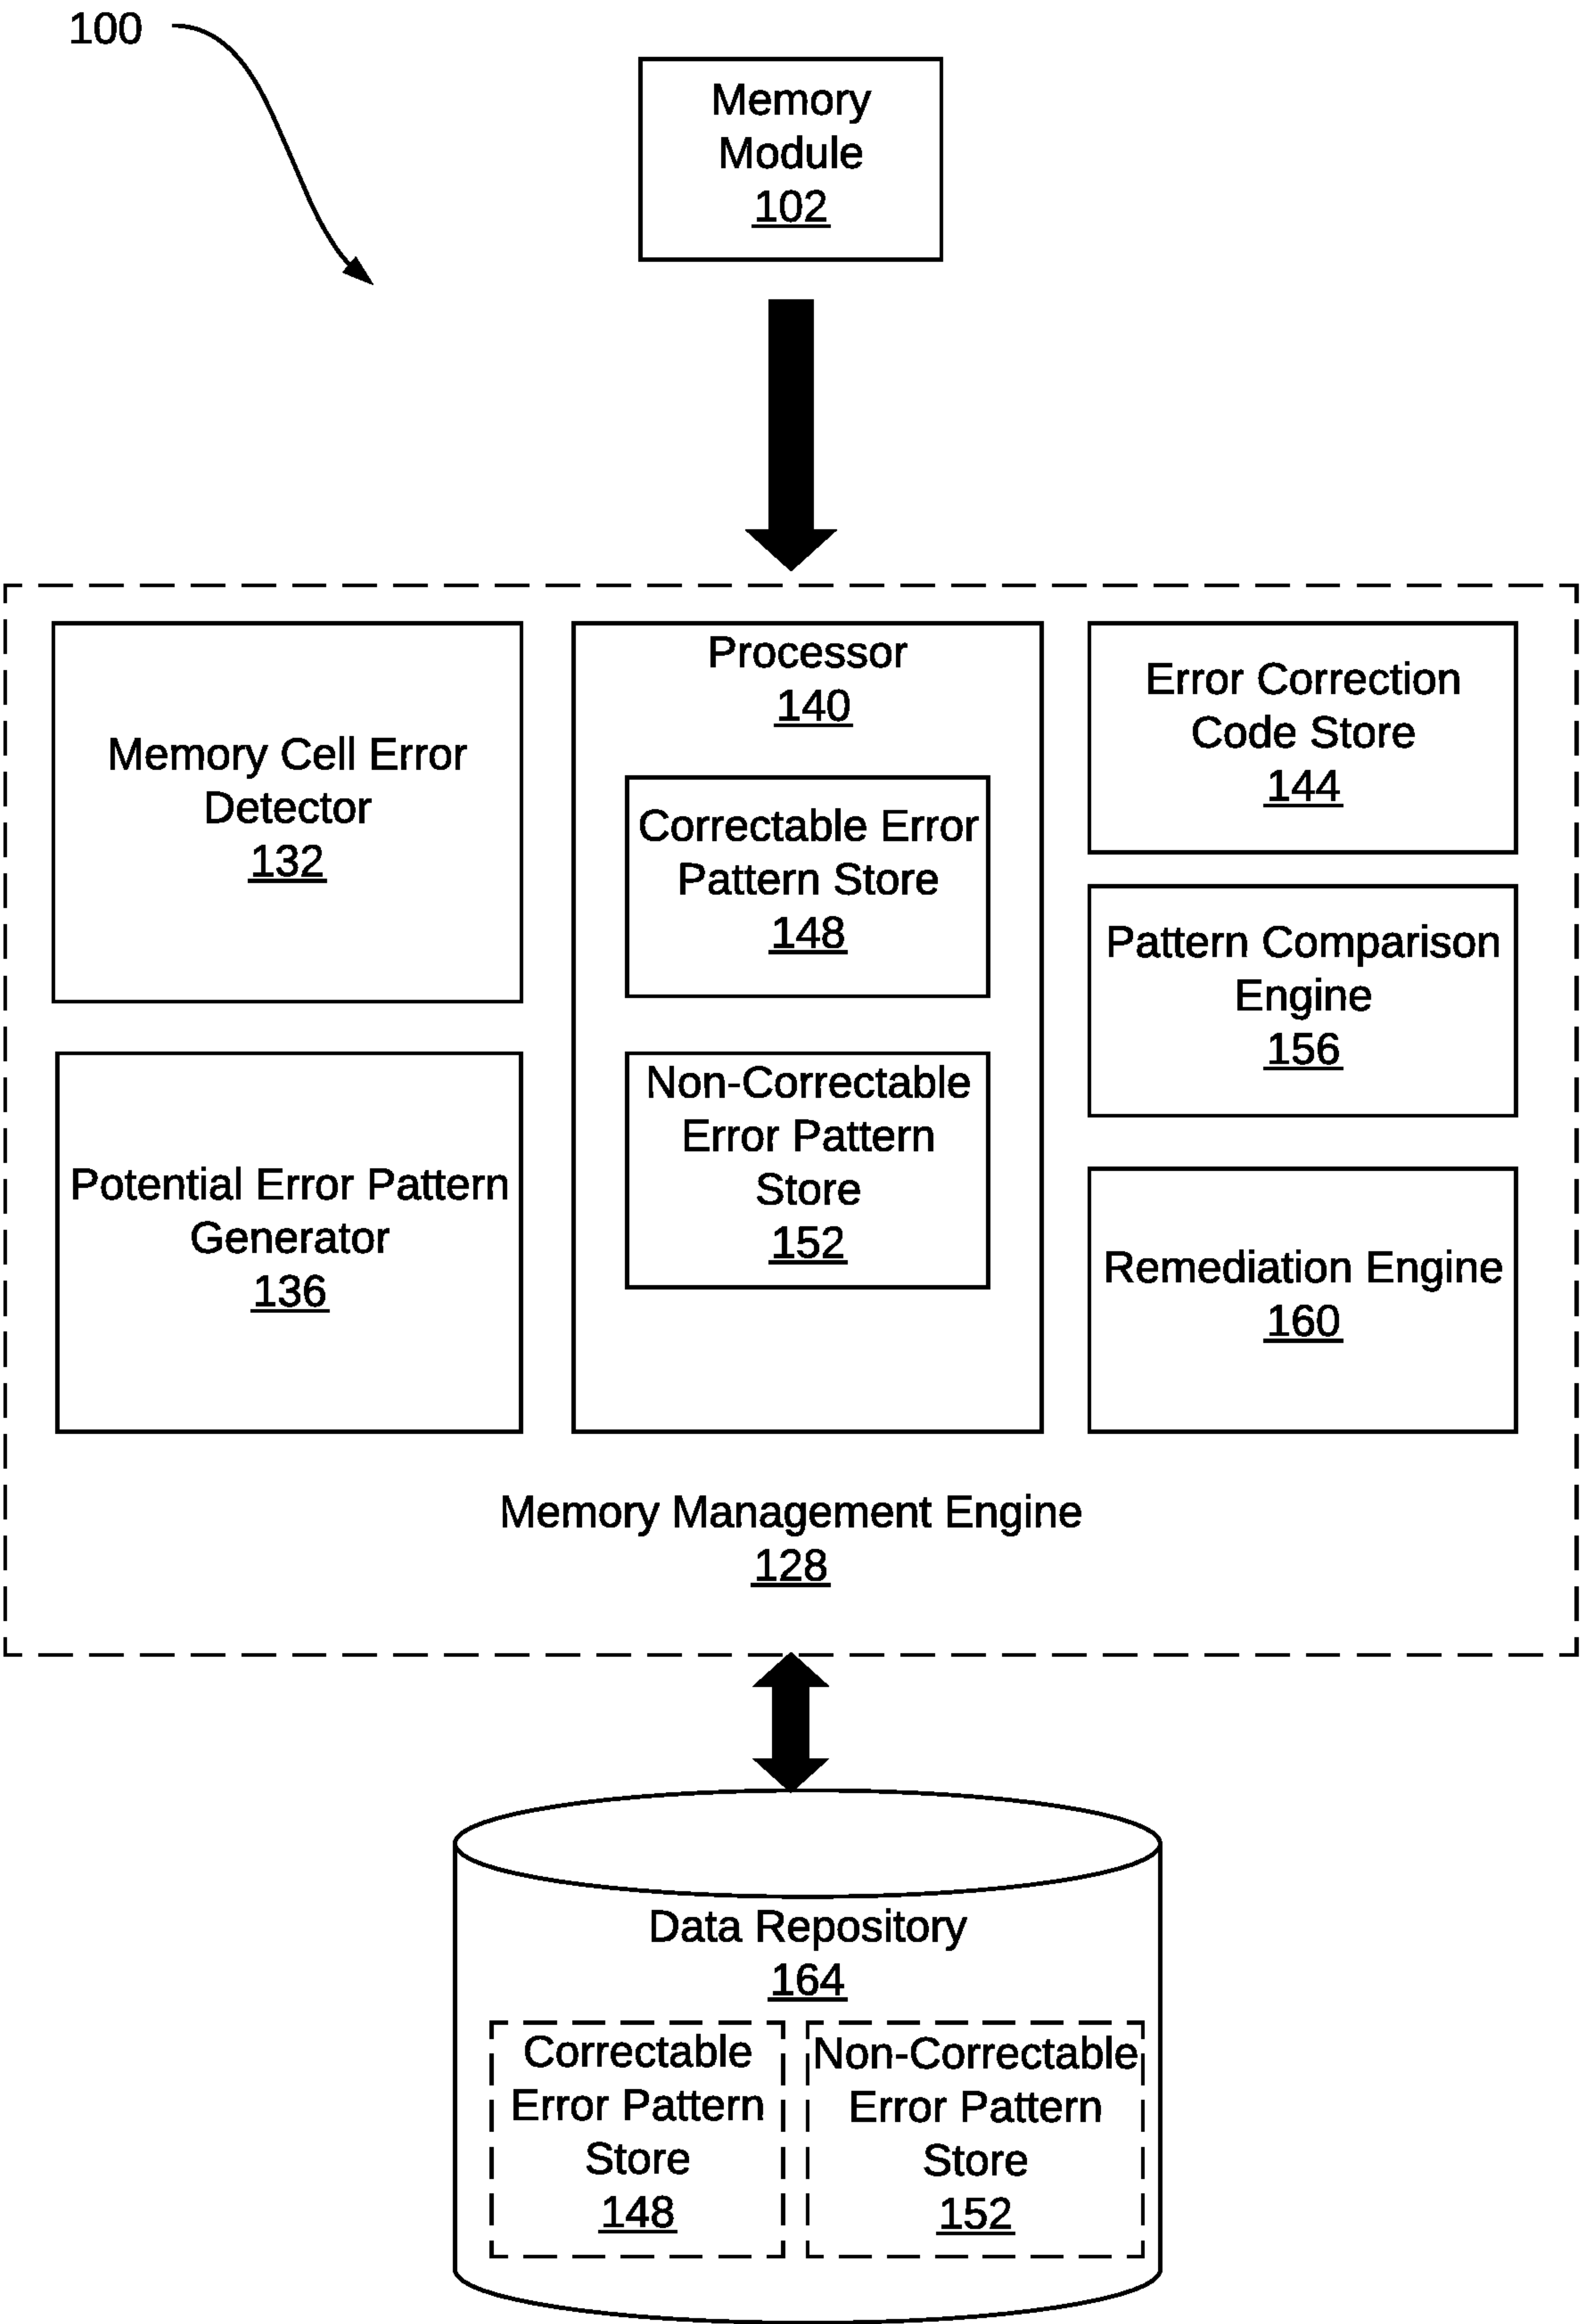 100
Memory
Module
102
Memory Cell Error
Detector
132
Potential Error Pattern
Generator
136
Processor
140
Correctable Error
Pattern Store
148
Non-Correctable
Error Pattern
Store
152
Error Correction
Code Store
144
Pattern Comparison
Engine
156
Remediation Engine
160
Memory Management Engine
128
Data Repository
164
Correctable
Error Pattern
Store
148
Non-Correctable
Error Pattern
Store
152